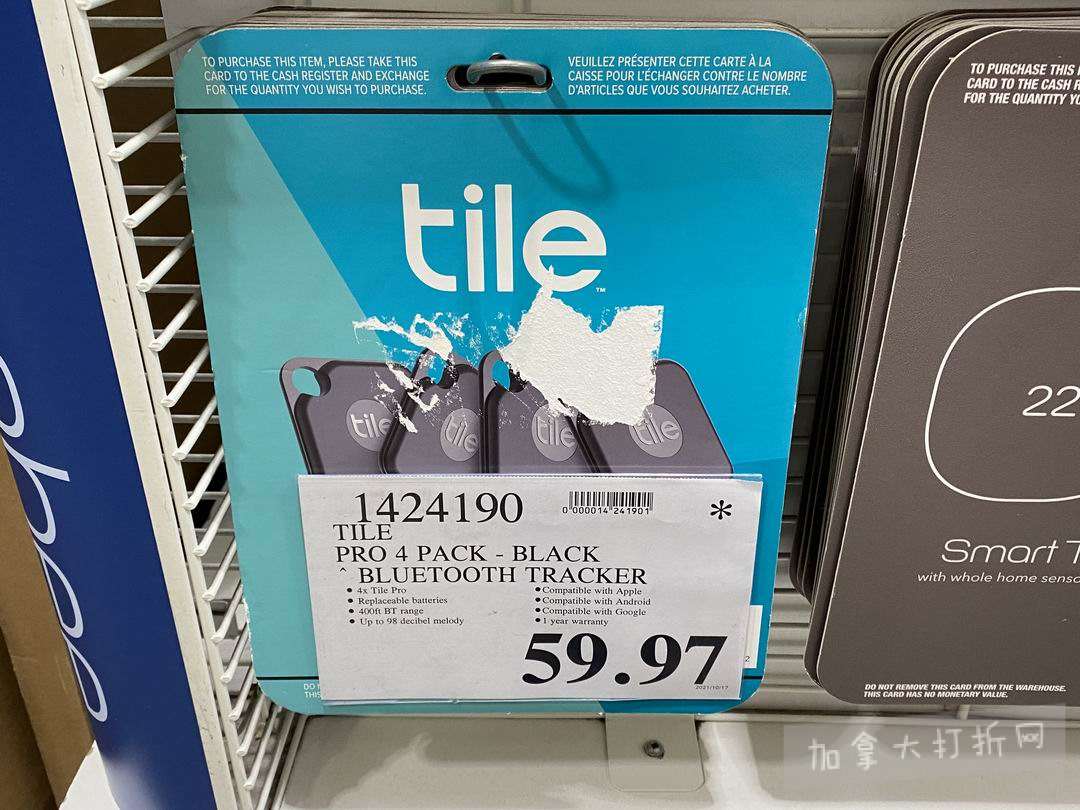 TO PURCHASE THIS ITEM, PLEASE TAKE THIS
CARD TO THE CASH REGISTER AND EXCHANGE
FOR THE QUANTITY YOU WISH TO PURCHASE.
VEUILLEZ PRÉSENTER CETTE CARTE À LA
CAISSE POUR L'ÉCHANGER CONTRE LE NOMBRE
D'ARTICLES QUE VOUS SOUHAITEZ ACHETER.
tile™
tile
tile
tile
tile
1424190
0 000014 241901
*
TILE
PRO 4 PACK - BLACK
^ BLUETOOTH TRACKER
• 4x Tile Pro
• Replaceable batteries
• 400ft BT range
• Up to 98 decibel melody
• Compatible with Apple
• Compatible with Android
• Compatible with Google
• 1 year warranty
59.97
2021/10/17
2
DO
THIS
TO PURCHASE THIS
CARD TO THE CASH
FOR THE QUANTITY
22
Smart
with whole home
DO NOT REMOVE THIS CARD FROM THE WAREHOUSE.
THIS CARD HAS NO MONETARY VALUE.
加拿大打折网